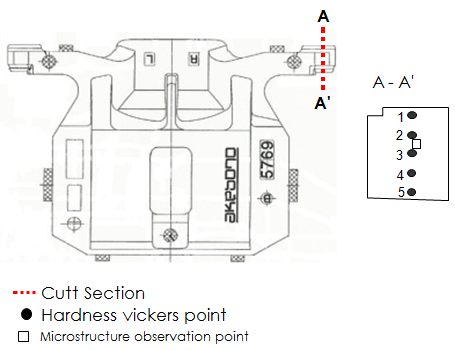 A
A'
A - A'
L
R
1
2
3
4
5
akebono
5769
Cutt Section
Hardness vickers point
Microstructure observation point